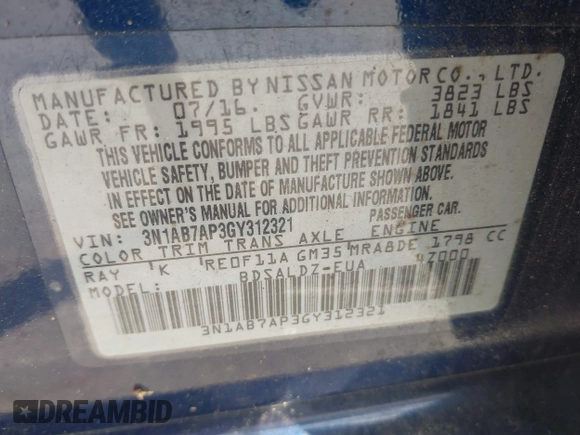 MANUFACTURED BY NISSAN MOTOR CO., LTD.
DATE: 07/16. GVWR: 3823 LBS
GAWR FR: 1995 LBS GAWR RR: 1841 LBS
THIS VEHICLE CONFORMS TO ALL APPLICABLE FEDERAL MOTOR
VEHICLE SAFETY, BUMPER AND THEFT PREVENTION STANDARDS
IN EFFECT ON THE DATE OF MANUFACTURE SHOWN ABOVE.
SEE OWNER'S MANUAL FOR ADDITIONAL INFORMATION.
VIN: 3N1AB7AP3GY312321 PASSENGER CAR.
COLOR TRIM TRANS AXLE ENGINE
RAY K RE0F11A GM35 MRA8DE 1798 CC
MODEL: BDSALDZ-EUA
3N1AB7AP3GY312321
DREAMBID